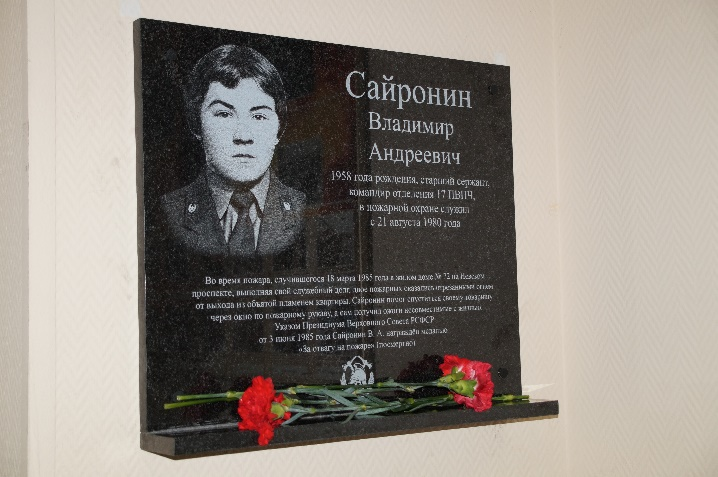 Сайронин
Владимир
Андреевич
1958 года рождения, старший сержант,
командир отделения 17 ПВПЧ,
в пожарной охране служил
с 21 августа 1980 года
Во время пожара, случившегося 18 марта 1985 года в жилом доме № 72 на Невском
проспекте, выполняя свой служебный долг, двое пожарных оказались отрезанными огнем
от выхода из объятой пламенем квартиры. Сайронин помог спуститься своему товарищу
через окно по пожарному рукаву, а сам получил ожоги несовместимые с жизнью.
Указом Президиума Верховного Совета РСФСР
от 3 июня 1985 года Сайронин В. А. награждён медалью
«За отвагу на пожаре» (посмертно)